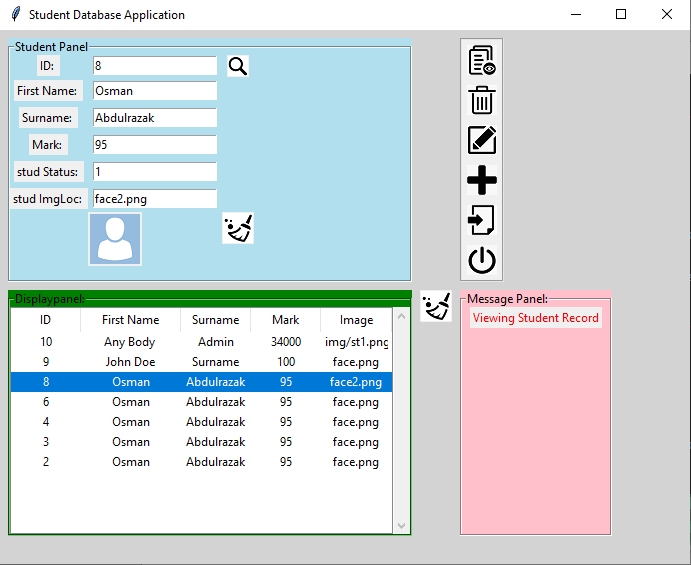 Student Database Application
Student Panel
ID: 8
First Name: Osman
Surname: Abdulrazak
Mark: 95
stud Status: 1
stud ImgLoc: face2.png
Displaypanel:
ID First Name Surname Mark Image
10 Any Body Admin 34000 img/st1.png
9 John Doe Surname 100 face.png
8 Osman Abdulrazak 95 face2.png
6 Osman Abdulrazak 95 face.png
4 Osman Abdulrazak 95 face.png
3 Osman Abdulrazak 95 face.png
2 Osman Abdulrazak 95 face.png
Message Panel:
Viewing Student Record